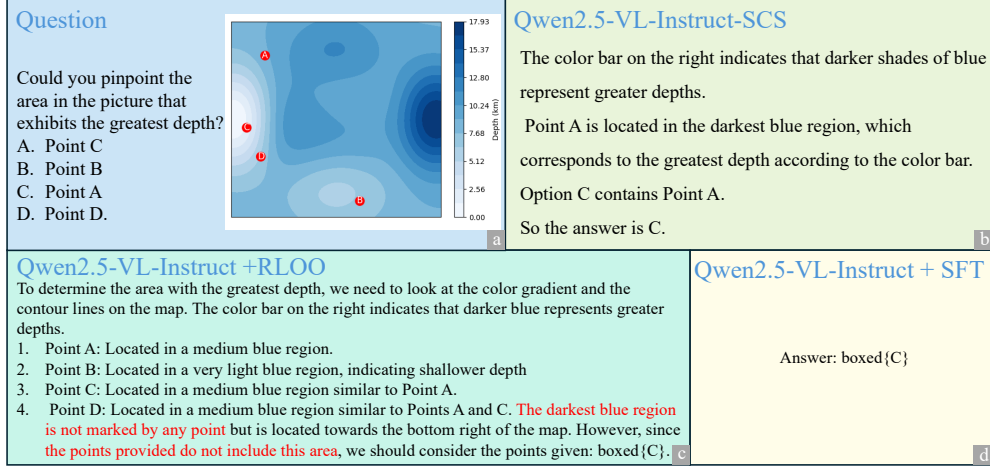 Question
Could you pinpoint the
area in the picture that
exhibits the greatest depth?
A. Point C
B. Point B
C. Point A
D. Point D.
A
C
D
B
17.93
15.37
12.80
10.24
7.68
5.12
2.56
0.00
Depth (km)
a
Qwen2.5-VL-Instruct-SCS
The color bar on the right indicates that darker shades of blue
represent greater depths.
Point A is located in the darkest blue region, which
corresponds to the greatest depth according to the color bar.
Option C contains Point A.
So the answer is C.
b
Qwen2.5-VL-Instruct +RLOO
To determine the area with the greatest depth, we need to look at the color gradient and the
contour lines on the map. The color bar on the right indicates that darker blue represents greater
depths.
1. Point A: Located in a medium blue region.
2. Point B: Located in a very light blue region, indicating shallower depth
3. Point C: Located in a medium blue region similar to Point A.
4. Point D: Located in a medium blue region similar to Points A and C. The darkest blue region
is not marked by any point but is located towards the bottom right of the map. However, since
the points provided do not include this area, we should consider the points given: boxed{C}.
c
Qwen2.5-VL-Instruct + SFT
Answer: boxed{C}
d